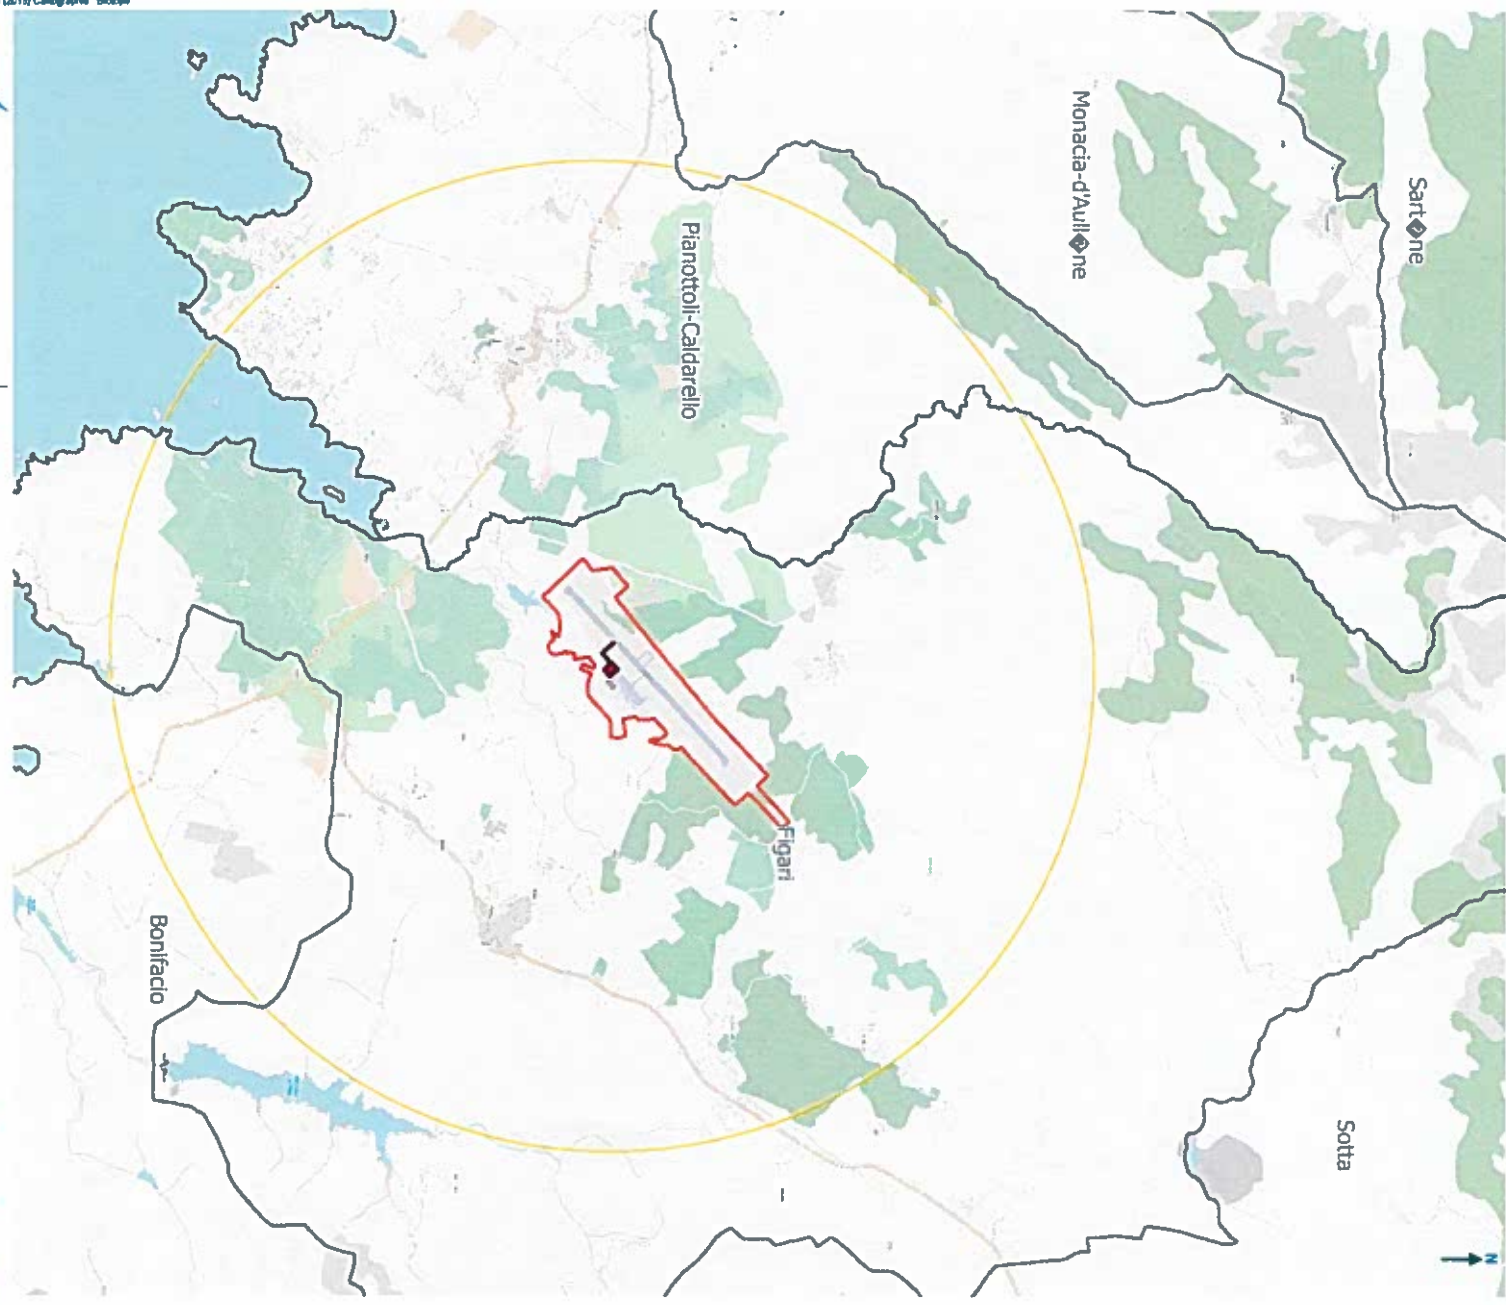 Sart�ne
Monacia-d'Aull�ne
Pianottoli-Caldarello
Figari
Sotta
Bonifacio
N